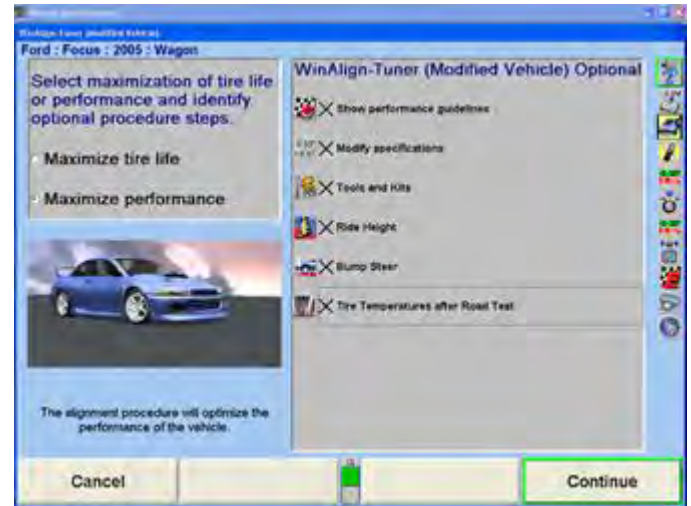 WinAlign-Tuner (Modified Vehicle)
Ford : Focus : 2005 : Wagon
Select maximization of tire life
or performance and identify
optional procedure steps.
Maximize tire life
Maximize performance
The alignment procedure will optimize the
performance of the vehicle.
WinAlign-Tuner (Modified Vehicle) Optional
Show performance guidelines
Modify specifications
Tools and Kits
Ride Height
Bump Steer
Tire Temperatures after Road Test
Cancel
Continue